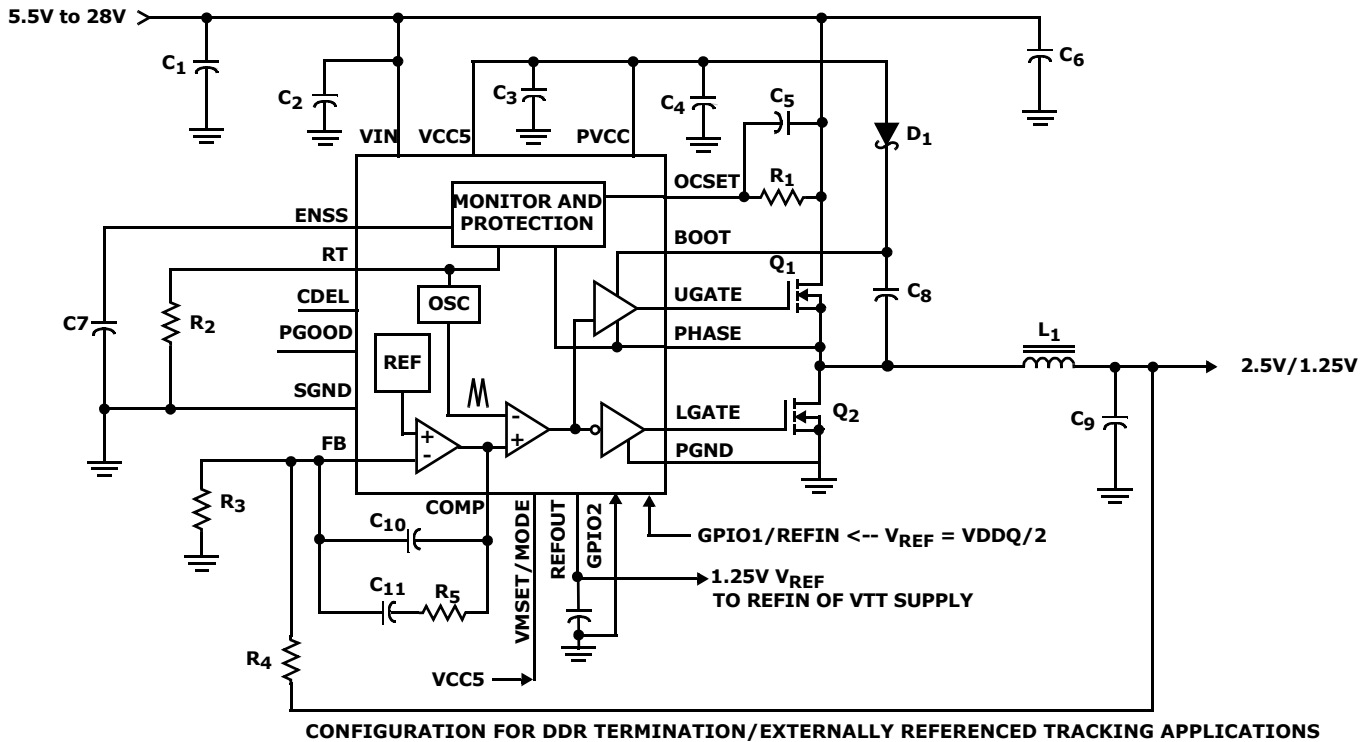 5.5V to 28V
C1
C2
C3
C4
C5
C6
VIN
VCC5
PVCC
D1
OCSET
R1
MONITOR AND
PROTECTION
ENSS
BOOT
RT
Q1
CDEL
OSC
UGATE
C8
C7
R2
PGOOD
PHASE
L1
REF
2.5V/1.25V
SGND
LGATE
Q2
C9
-
+
+
-
FB
PGND
R3
COMP
VMSET/MODE
REFOUT
GPIO2
C10
GPIO1/REFIN <-- VREF = VDDQ/2
C11
R5
1.25V VREF
TO REFIN OF VTT SUPPLY
R4
VCC5
CONFIGURATION FOR DDR TERMINATION/EXTERNALLY REFERENCED TRACKING APPLICATIONS